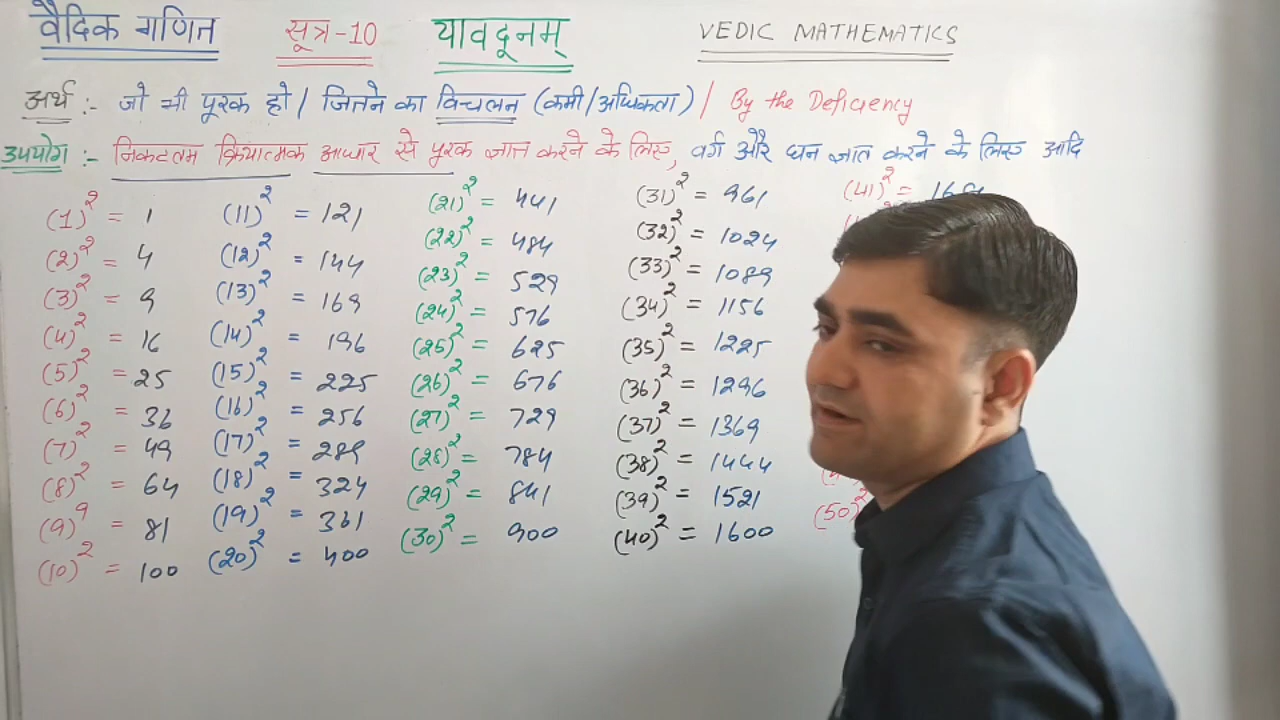 वैदिक गणित सूत्र-10 यावदूनम् VEDIC MATHEMATICS
अर्थ :- जो भी पूरक हो / जितने का विचलन (कमी/अधिकता) / By the Deficiency
उपयोग :- निकटतम क्रियात्मक आधार से पूरक ज्ञात करने के लिए, वर्ग और घन ज्ञात करने के लिए आदि
(1)² = 1
(2)² = 4
(3)² = 9
(4)² = 16
(5)² = 25
(6)² = 36
(7)² = 49
(8)² = 64
(9)⁹ = 81
(10)² = 100
(11)² = 121
(12)² = 144
(13)² = 169
(14)² = 196
(15)² = 225
(16)² = 256
(17)² = 289
(18)² = 324
(19)² = 361
(20)² = 400
(21)² = 441
(22)² = 484
(23)² = 529
(24)² = 576
(25)² = 625
(26)² = 676
(27)² = 729
(28)² = 784
(29)² = 841
(30)² = 900
(31)² = 961
(32)² = 1024
(33)² = 1089
(34)² = 1156
(35)² = 1225
(36)² = 1296
(37)² = 1369
(38)² = 1444
(39)² = 1521
(40)² = 1600
(41)² =
(50)²